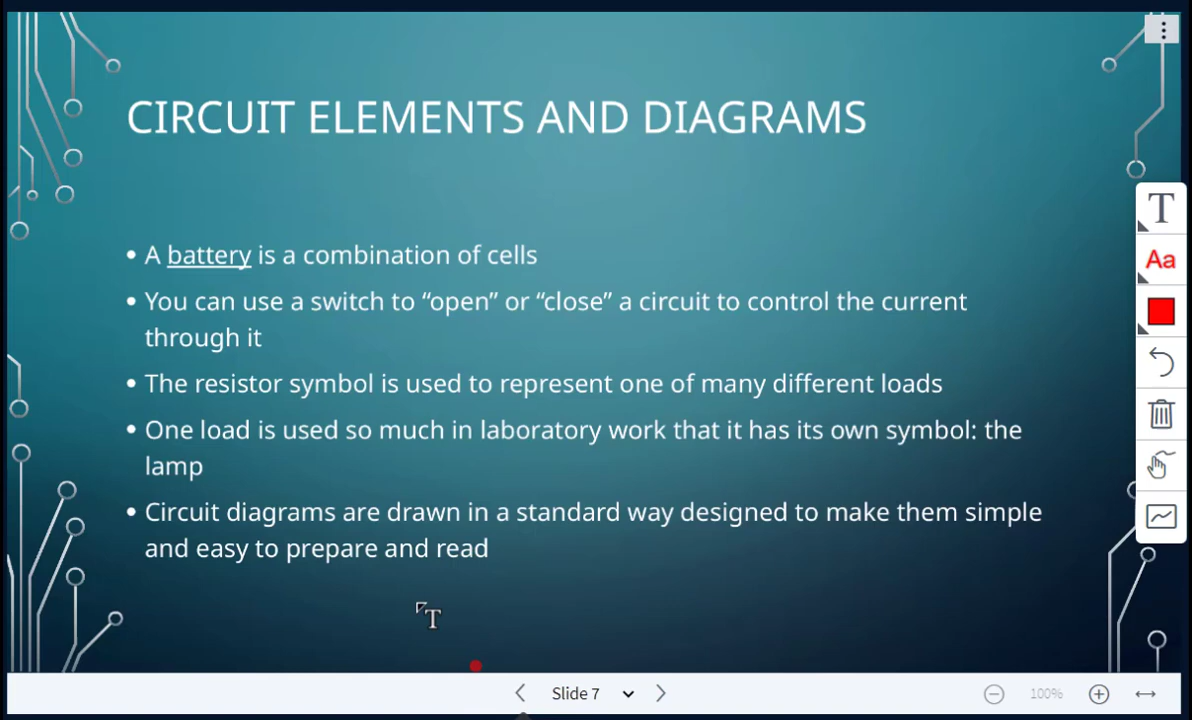 CIRCUIT ELEMENTS AND DIAGRAMS
• A battery is a combination of cells
• You can use a switch to “open” or “close” a circuit to control the current
through it
• The resistor symbol is used to represent one of many different loads
• One load is used so much in laboratory work that it has its own symbol: the
lamp
• Circuit diagrams are drawn in a standard way designed to make them simple
and easy to prepare and read
T
Aa
T
Slide 7
100%